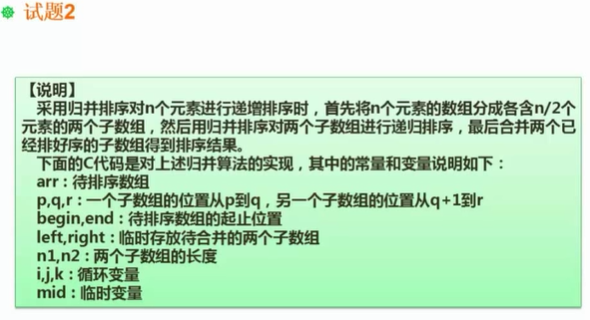 试题2
【说明】
采用归并排序对n个元素进行递增排序时，首先将n个元素的数组分成各含n/2个
元素的两个子数组，然后用归并排序对两个子数组进行递归排序，最后合并两个已
经排好序的子数组得到排序结果。
下面的C代码是对上述归并算法的实现，其中的常量和变量说明如下：
arr：待排序数组
p,q,r：一个子数组的位置从p到q，另一个子数组的位置从q+1到r
begin,end：待排序数组的起止位置
left,right：临时存放待合并的两个子数组
n1,n2：两个子数组的长度
i,j,k：循环变量
mid：临时变量